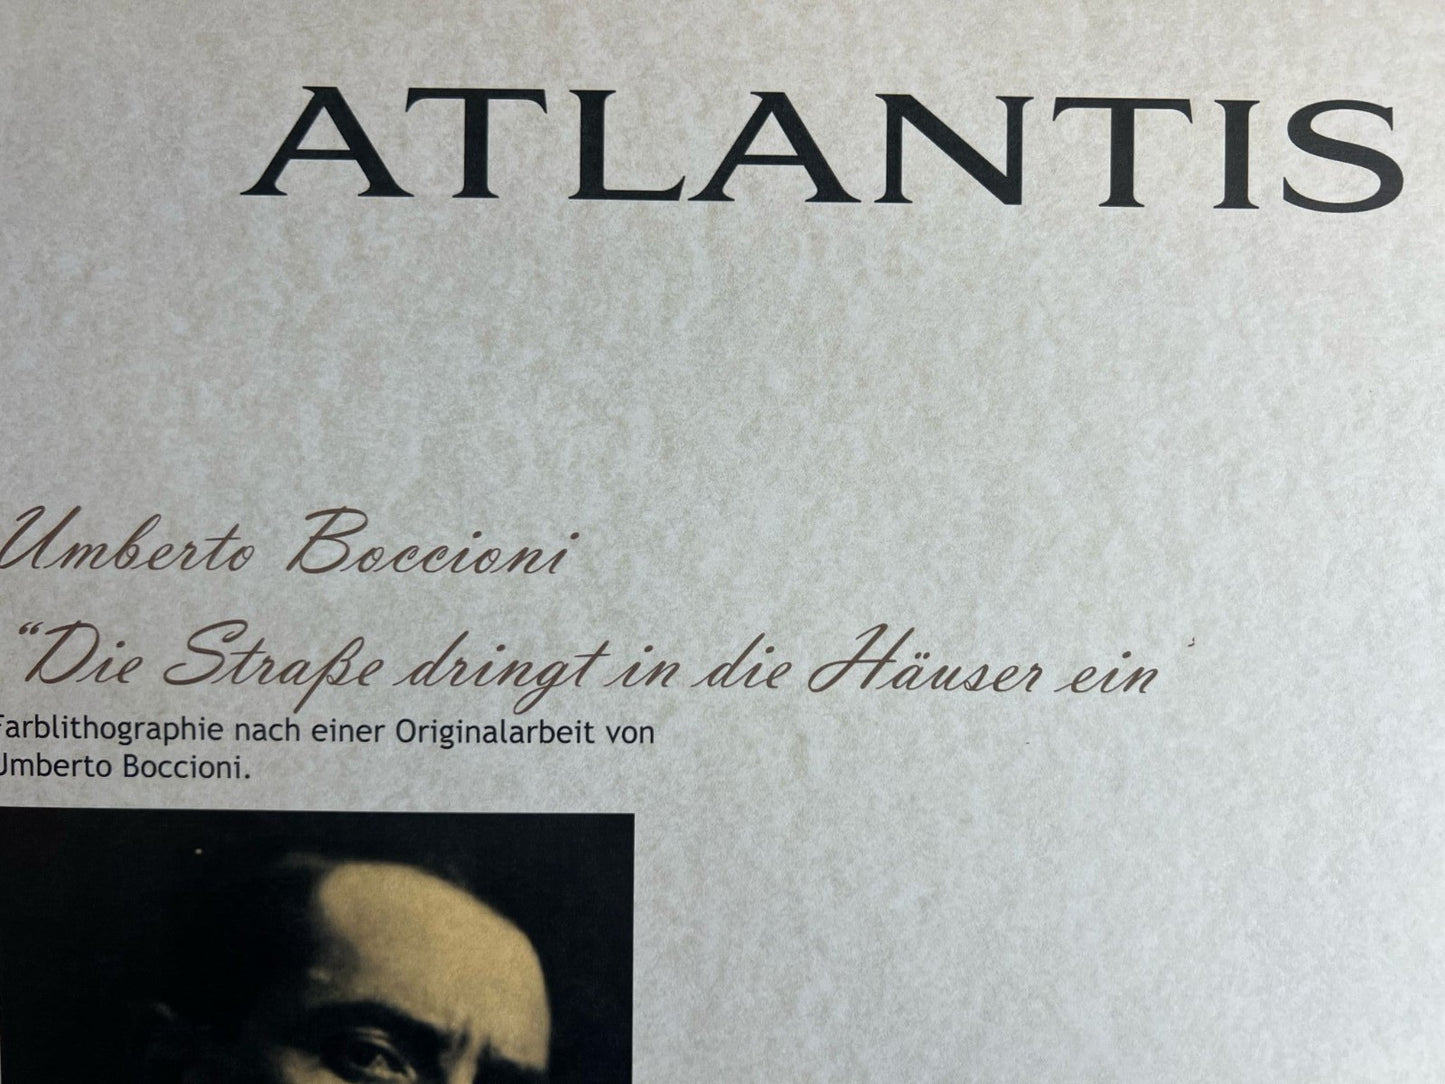 ATLANTIS
Umberto Boccioni
“Die Straße dringt in die Häuser ein
Farblithographie nach einer Originalarbeit von
Umberto Boccioni.